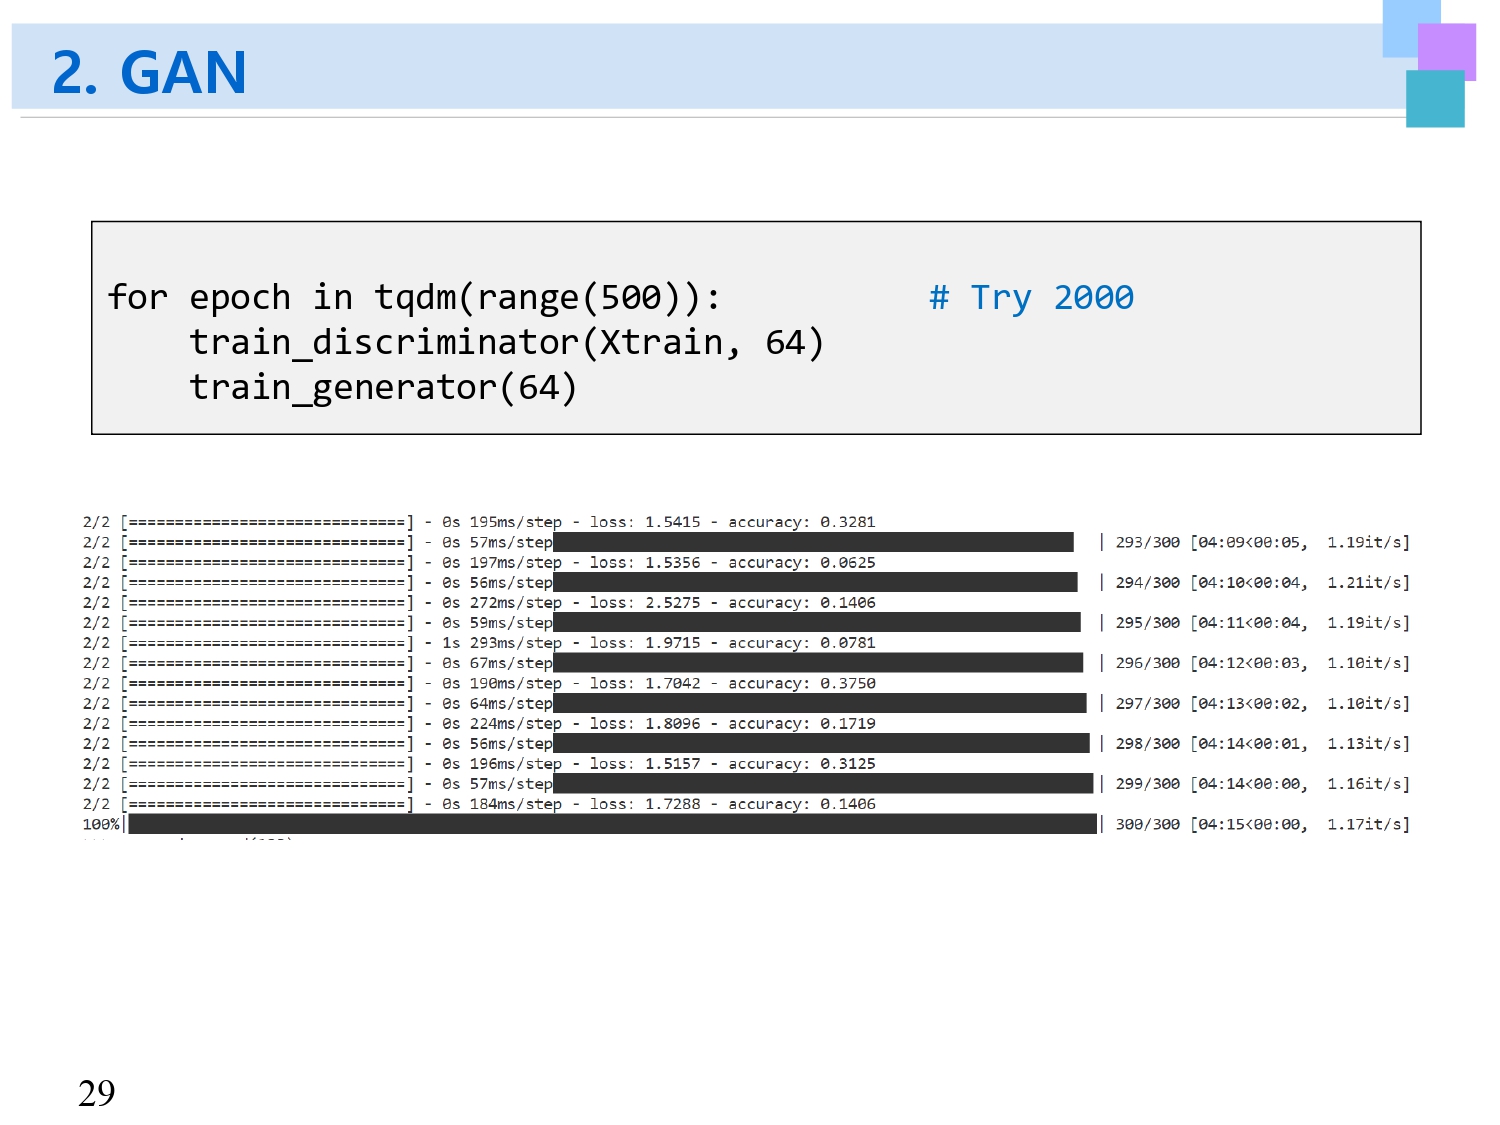 2. GAN
for epoch in tqdm(range(500)):          # Try 2000
    train_discriminator(Xtrain, 64)
    train_generator(64)
2/2 [==============================] - 0s 195ms/step - loss: 1.5415 - accuracy: 0.3281
2/2 [==============================] - 0s 57ms/step | 293/300 [04:09<00:05,  1.19it/s]
2/2 [==============================] - 0s 197ms/step - loss: 1.5356 - accuracy: 0.0625
2/2 [==============================] - 0s 56ms/step | 294/300 [04:10<00:04,  1.21it/s]
2/2 [==============================] - 0s 272ms/step - loss: 2.5275 - accuracy: 0.1406
2/2 [==============================] - 0s 59ms/step | 295/300 [04:11<00:04,  1.19it/s]
2/2 [==============================] - 1s 293ms/step - loss: 1.9715 - accuracy: 0.0781
2/2 [==============================] - 0s 67ms/step | 296/300 [04:12<00:03,  1.10it/s]
2/2 [==============================] - 0s 190ms/step - loss: 1.7042 - accuracy: 0.3750
2/2 [==============================] - 0s 64ms/step | 297/300 [04:13<00:02,  1.10it/s]
2/2 [==============================] - 0s 224ms/step - loss: 1.8096 - accuracy: 0.1719
2/2 [==============================] - 0s 56ms/step | 298/300 [04:14<00:01,  1.13it/s]
2/2 [==============================] - 0s 196ms/step - loss: 1.5157 - accuracy: 0.3125
2/2 [==============================] - 0s 57ms/step | 299/300 [04:14<00:00,  1.16it/s]
2/2 [==============================] - 0s 184ms/step - loss: 1.7288 - accuracy: 0.1406
100%| | 300/300 [04:15<00:00,  1.17it/s]
29